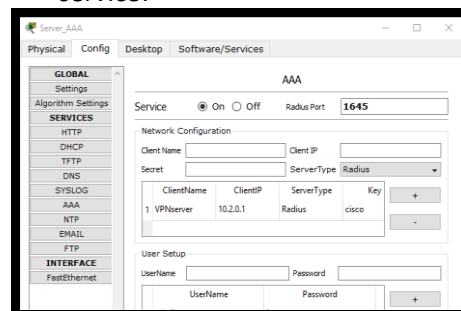 service.
Server_AAA
Physical Config Desktop Software/Services
GLOBAL
Settings
Algorithm Settings
SERVICES
HTTP
DHCP
TFTP
DNS
SYSLOG
AAA
NTP
EMAIL
FTP
INTERFACE
FastEthernet
AAA
Service On Off Radius Port 1645
Network Configuration
Client Name Client IP
Secret ServerType Radius
ClientName ClientIP ServerType Key
1 VPNserver 10.2.0.1 Radius cisco
+
-
User Setup
UserName Password
UserName Password
+